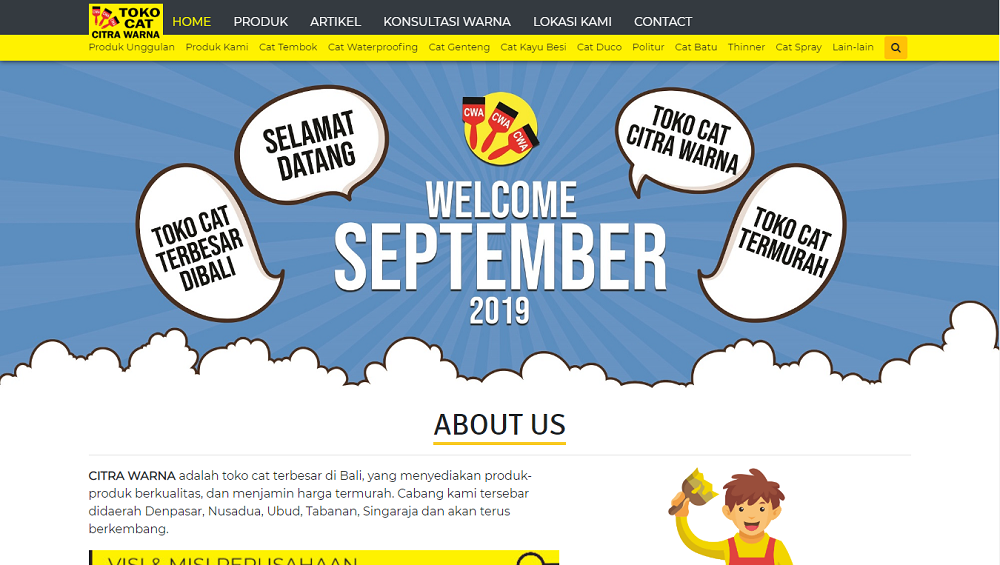 TOKO
CAT
CITRA WARNA
HOME PRODUK ARTIKEL KONSULTASI WARNA LOKASI KAMI CONTACT
Produk Unggulan Produk Kami Cat Tembok Cat Waterproofing Cat Genteng Cat Kayu Besi Cat Duco Politur Cat Batu Thinner Cat Spray Lain-lain
SELAMAT
DATANG
TOKO CAT
TERBESAR
DIBALI
CWA
CWA
CWA
WELCOME
SEPTEMBER
2019
TOKO CAT
CITRA WARNA
TOKO CAT
TERMURAH
ABOUT US
CITRA WARNA adalah toko cat terbesar di Bali, yang menyediakan produk-
produk berkualitas, dan menjamin harga termurah. Cabang kami tersebar
didaerah Denpasar, Nusadua, Ubud, Tabanan, Singaraja dan akan terus
berkembang.
VISI & MISI PERUSAHAAN